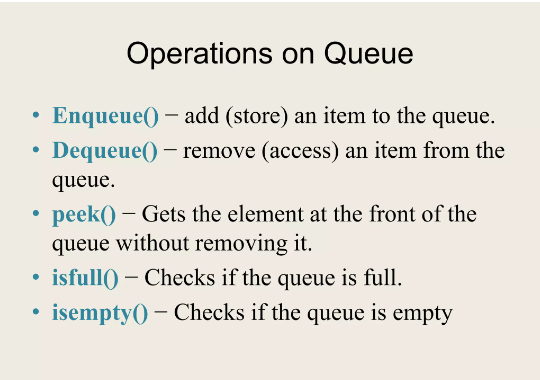 Operations on Queue
• Enqueue() − add (store) an item to the queue.
• Dequeue() − remove (access) an item from the
queue.
• peek() − Gets the element at the front of the
queue without removing it.
• isfull() − Checks if the queue is full.
• isempty() − Checks if the queue is empty